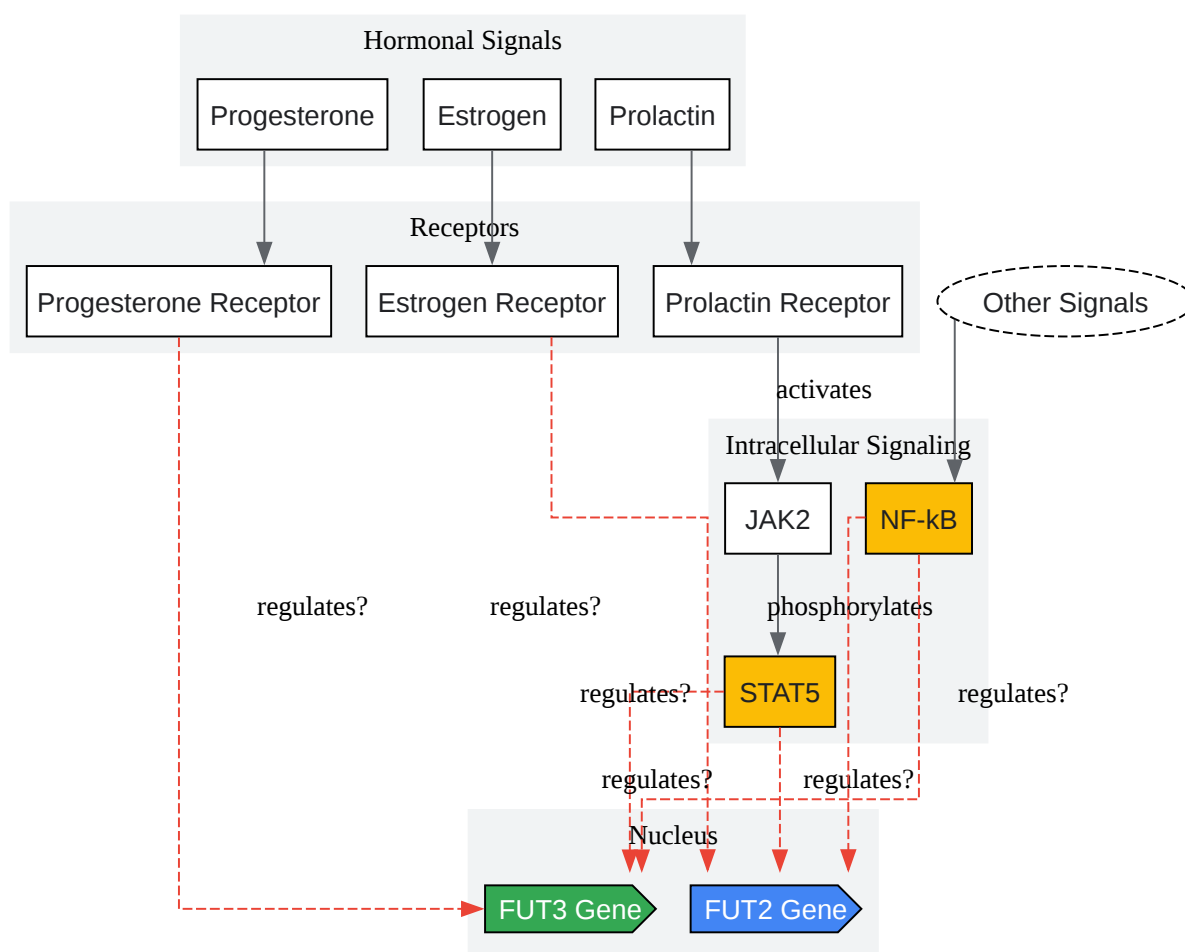 Hormonal Signals
Progesterone
Estrogen
Prolactin
Receptors
Progesterone Receptor
Estrogen Receptor
Prolactin Receptor
Other Signals
activates
Intracellular Signaling
JAK2
NF-kB
regulates?
regulates?
phosphorylates
regulates?
STAT5
regulates?
regulates?
regulates?
Nucleus
FUT3 Gene
FUT2 Gene